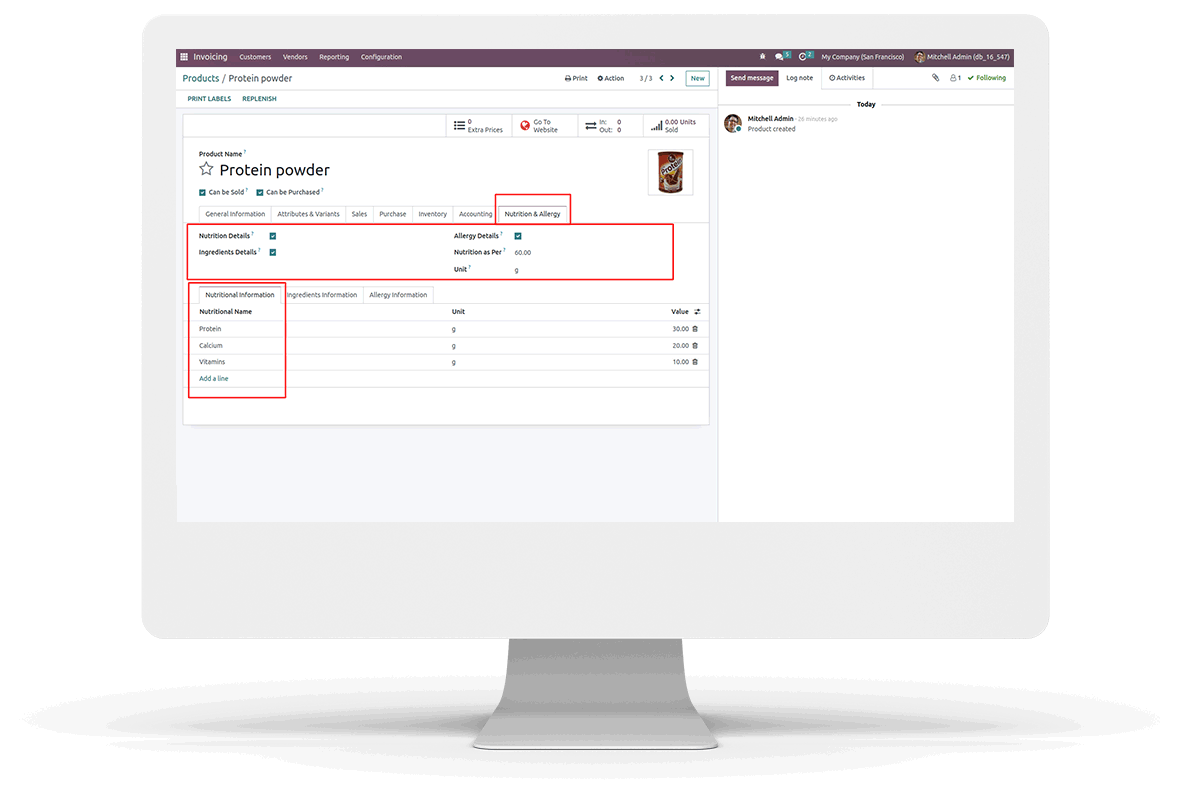 Invoicing Customers Vendors Reporting Configuration 5 2 My Company (San Francisco) Mitchell Admin (db_16_547)
Products / Protein powder Print Action 3 / 3 New Send message Log note Activities 1 Following
PRINT LABELS REPLENISH
Today
0 Extra Prices
Go To Website
In: 0
Out: 0
0.00 Units Sold
Mitchell Admin - 26 minutes ago
Product created
Product Name ?
Protein powder
Protein
Can be Sold ? Can be Purchased ?
General Information Attributes & Variants Sales Purchase Inventory Accounting Nutrition & Allergy
Nutrition Details ? Allergy Details ?
Ingredients Details ? Nutrition as Per ? 60.00
Unit ? g
Nutritional Information Ingredients Information Allergy Information
Nutritional Name Unit Value
Protein g 30.00
Calcium g 20.00
Vitamins g 10.00
Add a line